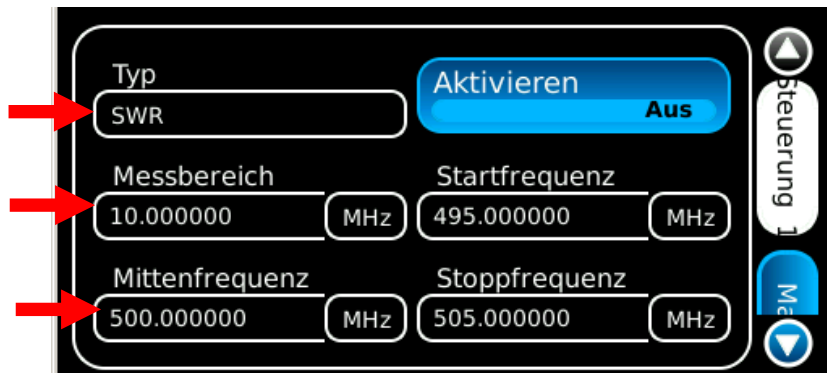 Typ
SWR
Aktivieren
Aus
Messbereich
10.000000 MHz
Startfrequenz
495.000000 MHz
Mittenfrequenz
500.000000 MHz
Stoppfrequenz
505.000000 MHz
Steuerung 1
Ma